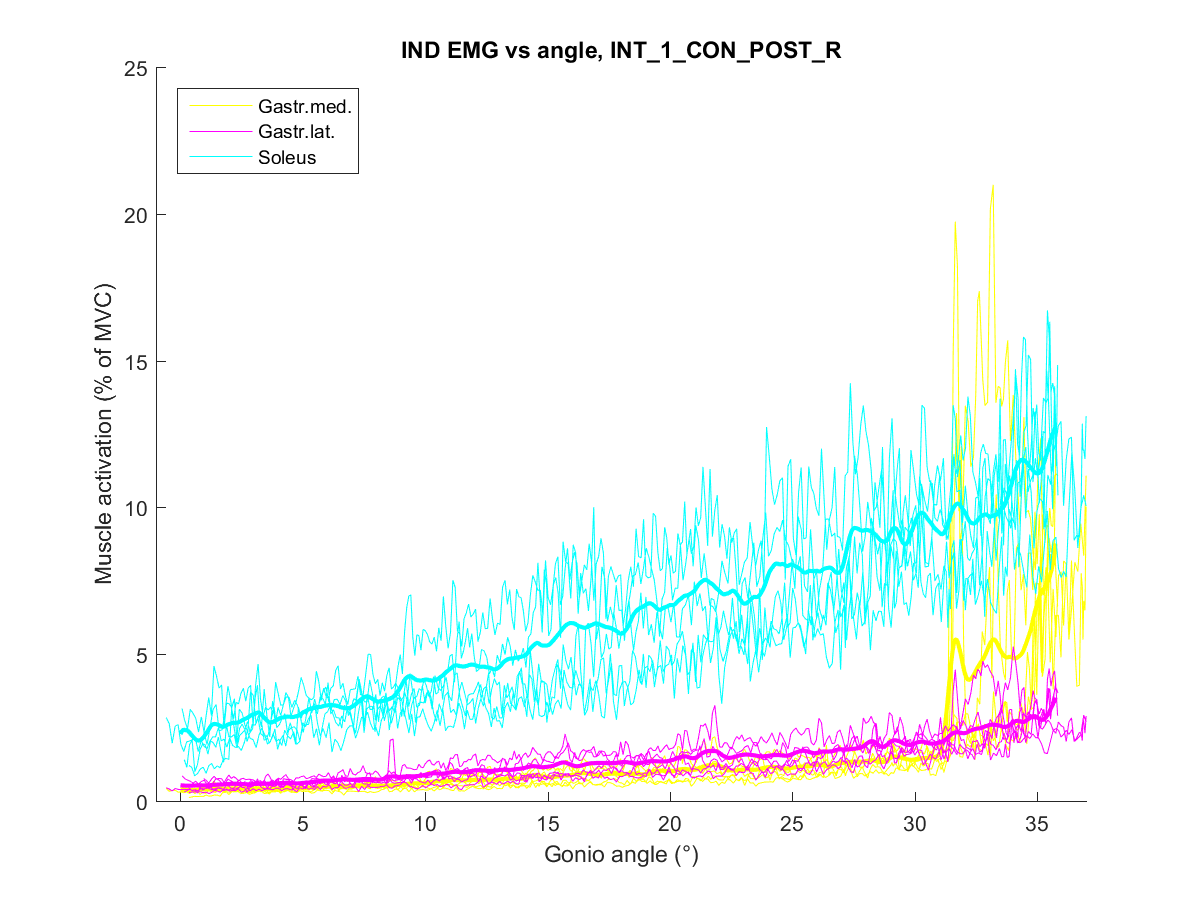 IND EMG vs angle, INT_1_CON_POST_R
25
20
15
10
5
0
Gastr.med.
Gastr.lat.
Soleus
Muscle activation (% of MVC)
0 5 10 15 20 25 30 35
Gonio angle (°)